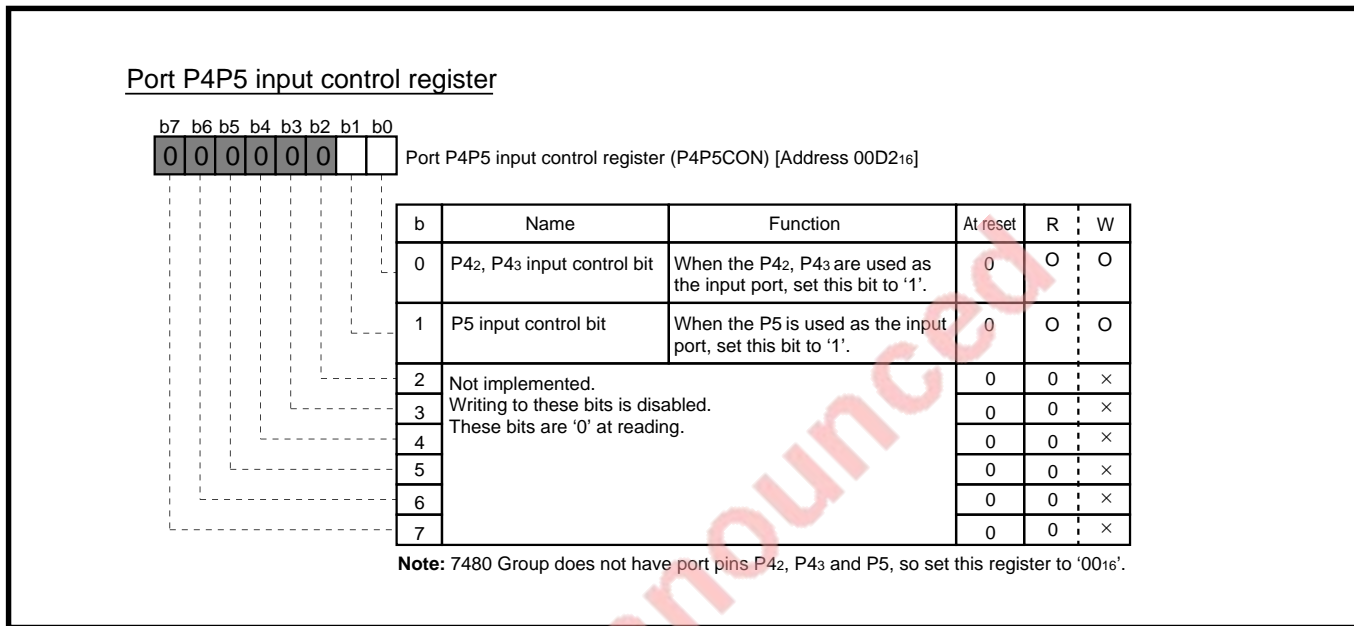 Port P4P5 input control register
b7 b6 b5 b4 b3 b2 b1 b0
0 0 0 0 0 0
Port P4P5 input control register (P4P5CON) [Address 00D2₁₆]
b Name Function At reset R W
0 P4₂, P4₃ input control bit When the P4₂, P4₃ are used as 0 O O
the input port, set this bit to ‘1’.
1 P5 input control bit When the P5 is used as the input 0 O O
port, set this bit to ‘1’.
2 Not implemented. 0 0 ×
3 Writing to these bits is disabled. 0 0 ×
4 These bits are ‘0’ at reading. 0 0 ×
5 0 0 ×
6 0 0 ×
7 0 0 ×
Note: 7480 Group does not have port pins P4₂, P4₃ and P5, so set this register to ‘00₁₆’.
nounced